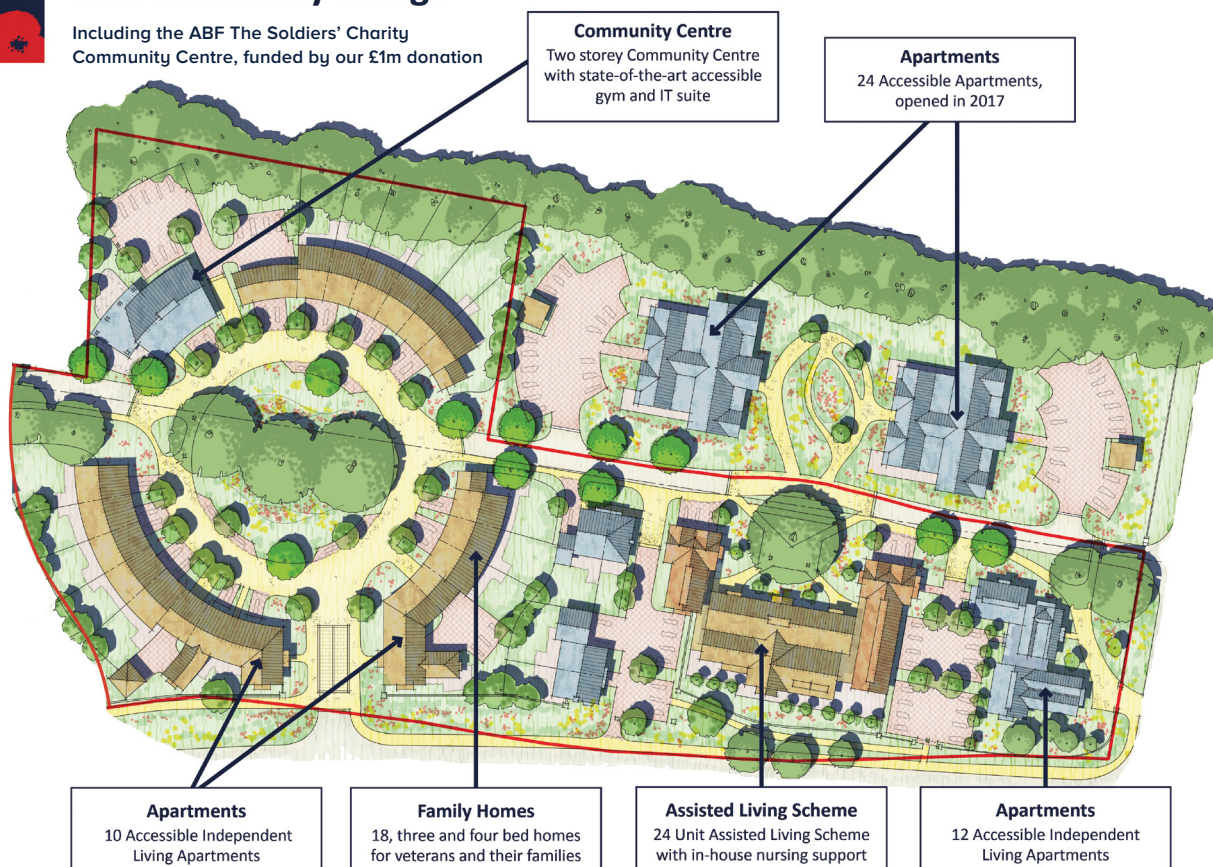 Including the ABF The Soldiers' Charity
Community Centre, funded by our £1m donation
Community Centre
Two storey Community Centre
with state-of-the-art accessible
gym and IT suite
Apartments
24 Accessible Apartments,
opened in 2017
Apartments
10 Accessible Independent
Living Apartments
Family Homes
18, three and four bed homes
for veterans and their families
Assisted Living Scheme
24 Unit Assisted Living Scheme
with in-house nursing support
Apartments
12 Accessible Independent
Living Apartments